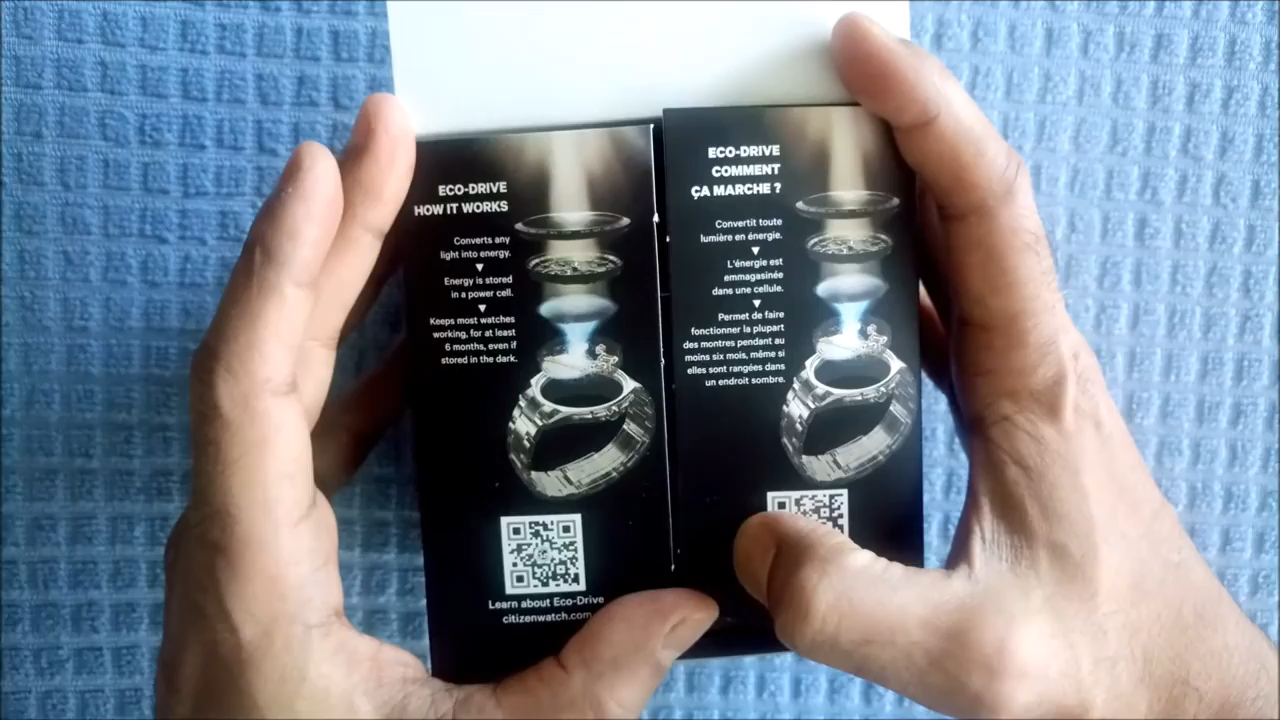 ECO-DRIVE
HOW IT WORKS
Converts any
light into energy.
Energy is stored
in a power cell.
Keeps most watches
working, for at least
6 months, even if
stored in the dark.
Learn about Eco-Drive
citizenwatch.com
ECO-DRIVE
COMMENT
ÇA MARCHE ?
Convertit toute
lumière en énergie.
L'énergie est
emmagasinée
dans une cellule.
Permet de faire
fonctionner la plupart
des montres pendant au
moins six mois, même si
elles sont rangées dans
un endroit sombre.